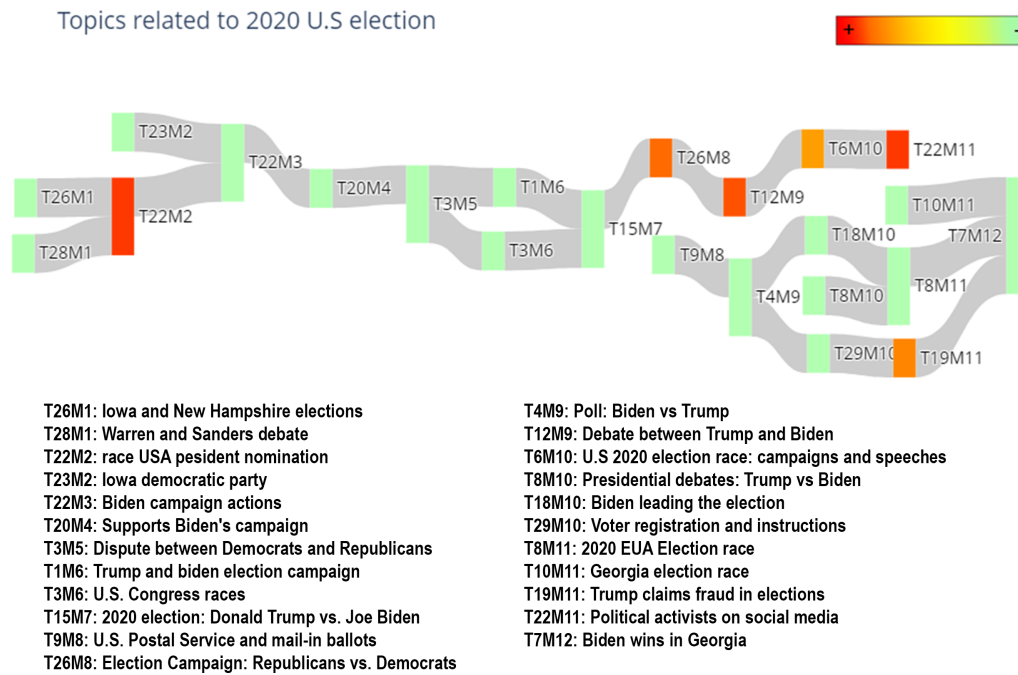 Topics related to 2020 U.S election
+
-
T23M2
T22M3
T26M1
T22M2
T28M1
T20M4
T3M5
T1M6
T3M6
T15M7
T26M8
T12M9
T6M10
T22M11
T9M8
T4M9
T18M10
T8M10
T29M10
T10M11
T7M12
T8M11
T19M11
T26M1: Iowa and New Hampshire elections
T28M1: Warren and Sanders debate
T22M2: race USA pesident nomination
T23M2: Iowa democratic party
T22M3: Biden campaign actions
T20M4: Supports Biden's campaign
T3M5: Dispute between Democrats and Republicans
T1M6: Trump and biden election campaign
T3M6: U.S. Congress races
T15M7: 2020 election: Donald Trump vs. Joe Biden
T9M8: U.S. Postal Service and mail-in ballots
T26M8: Election Campaign: Republicans vs. Democrats
T4M9: Poll: Biden vs Trump
T12M9: Debate between Trump and Biden
T6M10: U.S 2020 election race: campaigns and speeches
T8M10: Presidential debates: Trump vs Biden
T18M10: Biden leading the election
T29M10: Voter registration and instructions
T8M11: 2020 EUA Election race
T10M11: Georgia election race
T19M11: Trump claims fraud in elections
T22M11: Political activists on social media
T7M12: Biden wins in Georgia